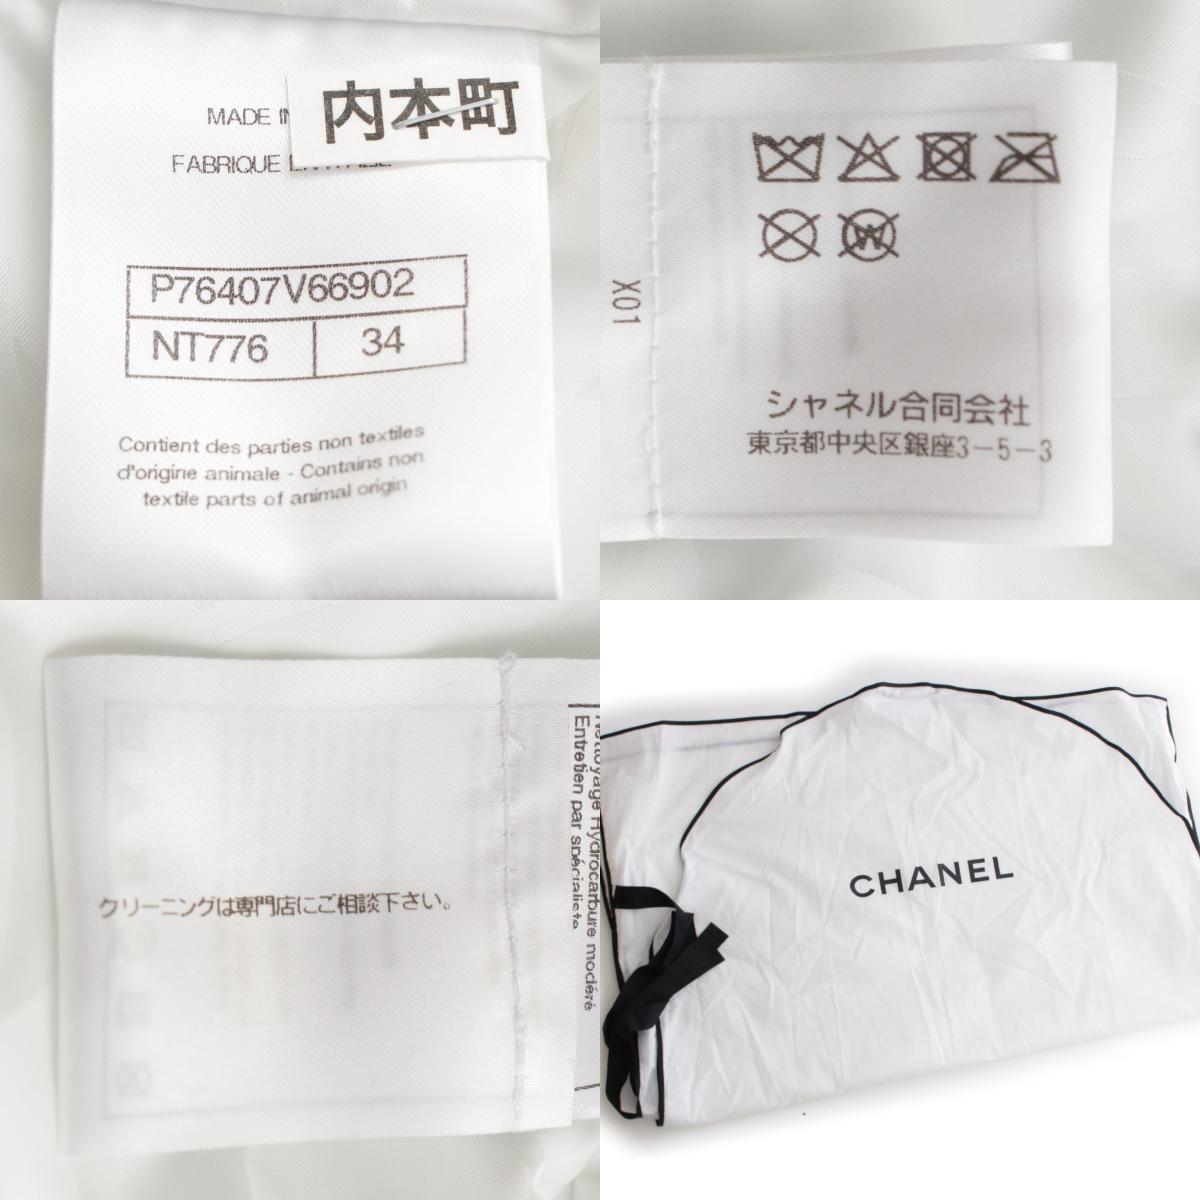 MADE IN
内本町
FABRIQUE
P76407V66902
NT776
34
Contient des parties non textiles
d'origine animale - Contains non
textile parts of animal origin
X01
シャネル合同会社
東京都中央区銀座3-5-3
クリーニングは専門店にご相談下さい。
Nettoyage Hydrocarbure modéré
Entretien par spécialiste
CHANEL